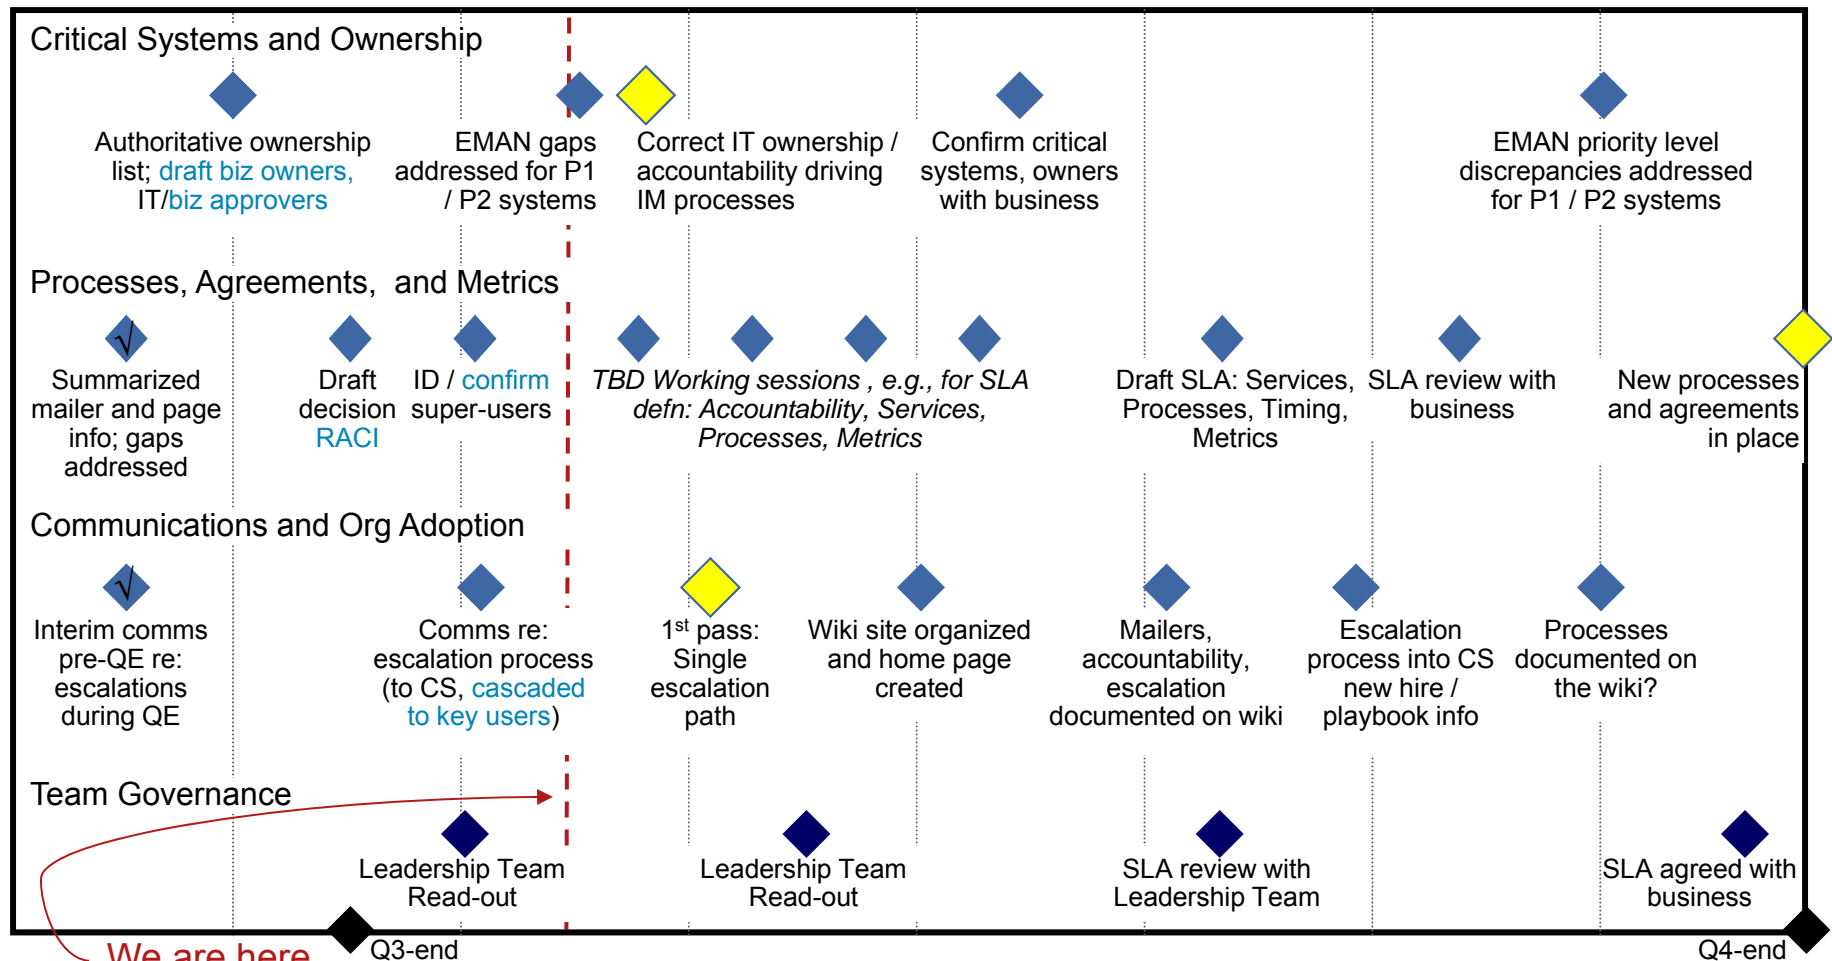 Critical Systems and Ownership
Authoritative ownership
list; draft biz owners,
IT/biz approvers
EMAN gaps
addressed for P1
/ P2 systems
Correct IT ownership /
accountability driving
IM processes
Confirm critical
systems, owners
with business
EMAN priority level
discrepancies addressed
for P1 / P2 systems
Processes, Agreements, and Metrics
√
Summarized
mailer and page
info; gaps
addressed
Draft
decision
RACI
ID / confirm
super-users
TBD Working sessions , e.g., for SLA
defn: Accountability, Services,
Processes, Metrics
Draft SLA: Services,
Processes, Timing,
Metrics
SLA review with
business
New processes
and agreements
in place
Communications and Org Adoption
√
Interim comms
pre-QE re:
escalations
during QE
Comms re:
escalation process
(to CS, cascaded
to key users)
1st pass:
Single
escalation
path
Wiki site organized
and home page
created
Mailers,
accountability,
escalation
documented on wiki
Escalation
process into CS
new hire /
playbook info
Processes
documented on
the wiki?
Team Governance
Leadership Team
Read-out
Leadership Team
Read-out
SLA review with
Leadership Team
SLA agreed with
business
We are here
Q3-end
Q4-end